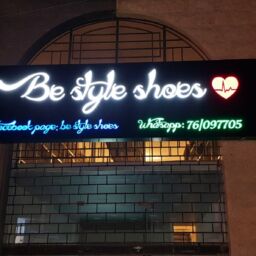 Be style shoes
facebook page: be style shoes
Whatsapp: 76/097705